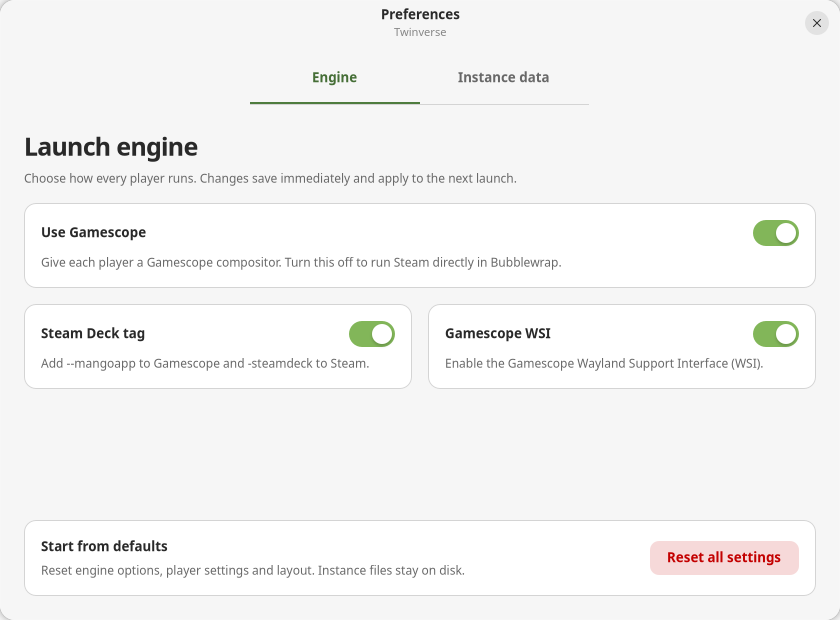 Preferences
Twinverse
Engine
Instance data
Launch engine
Choose how every player runs. Changes save immediately and apply to the next launch.
Use Gamescope
Give each player a Gamescope compositor. Turn this off to run Steam directly in Bubblewrap.
Steam Deck tag
Add --mangoapp to Gamescope and -steamdeck to Steam.
Gamescope WSI
Enable the Gamescope Wayland Support Interface (WSI).
Start from defaults
Reset engine options, player settings and layout. Instance files stay on disk.
Reset all settings